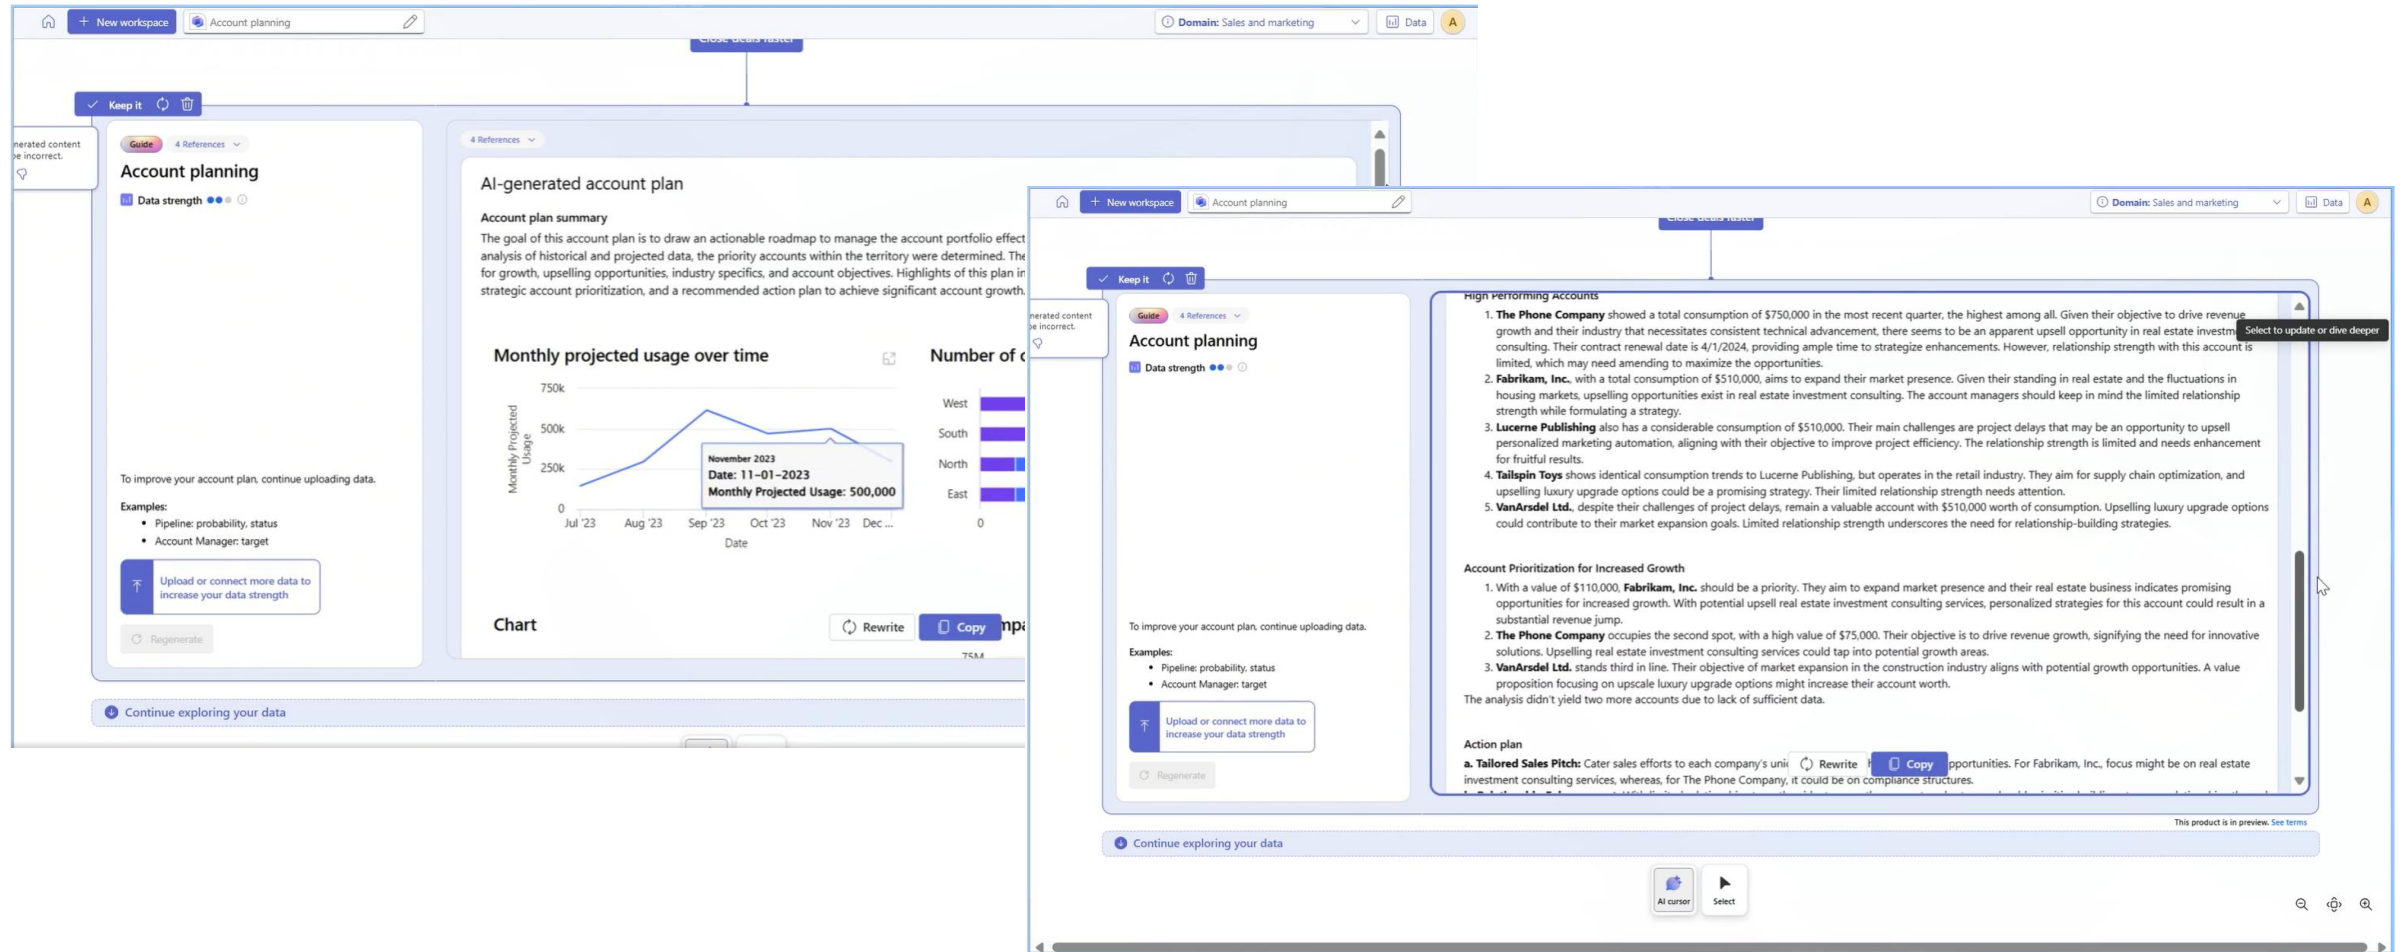 New workspace
Account planning
Domain: Sales and marketing
Data
A
Close deals faster
Keep it
nerated content
be incorrect.
Guide
4 References
Account planning
Data strength
To improve your account plan, continue uploading data.
Examples:
• Pipeline: probability, status
• Account Manager: target
Upload or connect more data to
increase your data strength
Regenerate
4 References
AI-generated account plan
Account plan summary
The goal of this account plan is to draw an actionable roadmap to manage the account portfolio effect
analysis of historical and projected data, the priority accounts within the territory were determined. The
for growth, upselling opportunities, industry specifics, and account objectives. Highlights of this plan in
strategic account prioritization, and a recommended action plan to achieve significant account growth.
Monthly projected usage over time
Monthly Projected
Usage
750k
500k
250k
0
Jul '23
Aug '23
Sep '23
Oct '23
Nov '23
Dec ...
Date
November 2023
Date: 11-01-2023
Monthly Projected Usage: 500,000
Number of c
West
South
North
East
0
Chart
Rewrite
Copy
mpa
75M
Continue exploring your data
New workspace
Account planning
Domain: Sales and marketing
Data
A
Close deals faster
Keep it
nerated content
be incorrect.
Guide
4 References
Account planning
Data strength
To improve your account plan, continue uploading data.
Examples:
• Pipeline: probability, status
• Account Manager: target
Upload or connect more data to
increase your data strength
Regenerate
High Performing Accounts
1. The Phone Company showed a total consumption of $750,000 in the most recent quarter, the highest among all. Given their objective to drive revenue
growth and their industry that necessitates consistent technical advancement, there seems to be an apparent upsell opportunity in real estate investm
consulting. Their contract renewal date is 4/1/2024, providing ample time to strategize enhancements. However, relationship strength with this account is
limited, which may need amending to maximize the opportunities.
2. Fabrikam, Inc., with a total consumption of $510,000, aims to expand their market presence. Given their standing in real estate and the fluctuations in
housing markets, upselling opportunities exist in real estate investment consulting. The account managers should keep in mind the limited relationship
strength while formulating a strategy.
3. Lucerne Publishing also has a considerable consumption of $510,000. Their main challenges are project delays that may be an opportunity to upsell
personalized marketing automation, aligning with their objective to improve project efficiency. The relationship strength is limited and needs enhancement
for fruitful results.
4. Tailspin Toys shows identical consumption trends to Lucerne Publishing, but operates in the retail industry. They aim for supply chain optimization, and
upselling luxury upgrade options could be a promising strategy. Their limited relationship strength needs attention.
5. VanArsdel Ltd., despite their challenges of project delays, remain a valuable account with $510,000 worth of consumption. Upselling luxury upgrade options
could contribute to their market expansion goals. Limited relationship strength underscores the need for relationship-building strategies.
Select to update or dive deeper
Account Prioritization for Increased Growth
1. With a value of $110,000, Fabrikam, Inc. should be a priority. They aim to expand market presence and their real estate business indicates promising
opportunities for increased growth. With potential upsell real estate investment consulting services, personalized strategies for this account could result in a
substantial revenue jump.
2. The Phone Company occupies the second spot, with a high value of $75,000. Their objective is to drive revenue growth, signifying the need for innovative
solutions. Upselling real estate investment consulting services could tap into potential growth areas.
3. VanArsdel Ltd. stands third in line. Their objective of market expansion in the construction industry aligns with potential growth opportunities. A value
proposition focusing on upscale luxury upgrade options might increase their account worth.
The analysis didn't yield two more accounts due to lack of sufficient data.
Action plan
a. Tailored Sales Pitch: Cater sales efforts to each company's uni
Rewrite
Copy
pportunities. For Fabrikam, Inc., focus might be on real estate
investment consulting services, whereas, for The Phone Company, it could be on compliance structures.
This product is in preview. See terms
Continue exploring your data
AI cursor
Select